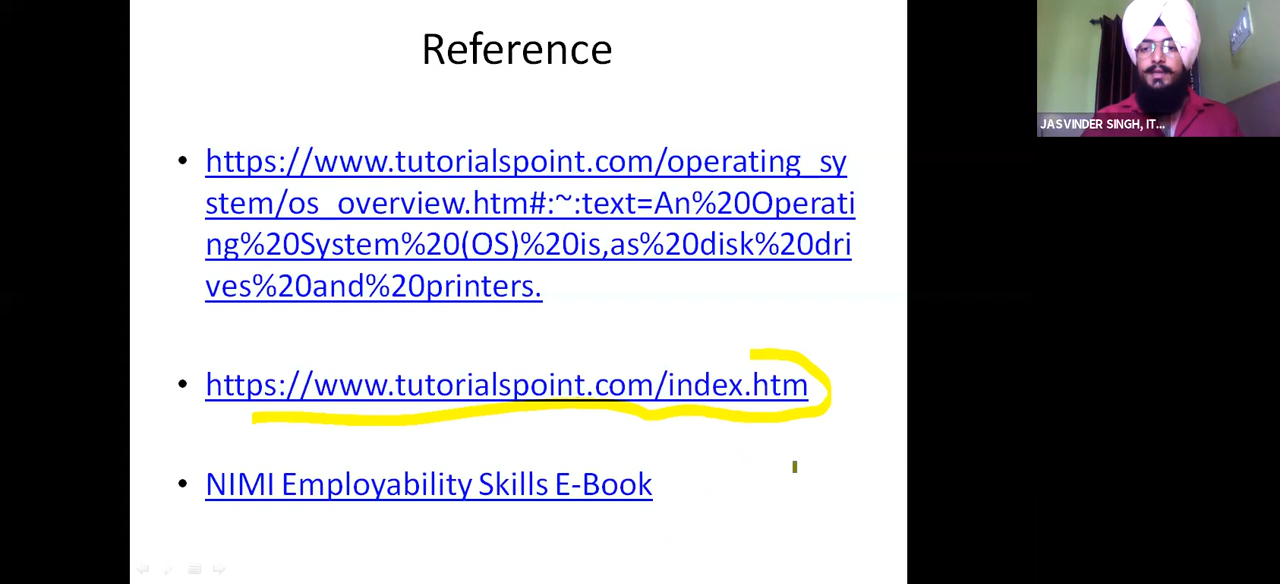 Reference
• https://www.tutorialspoint.com/operating_sy
stem/os_overview.htm#:~:text=An%20Operati
ng%20System%20(OS)%20is,as%20disk%20dri
ves%20and%20printers.
• https://www.tutorialspoint.com/index.htm
• NIMI Employability Skills E-Book
JASVINDER SINGH, IT...